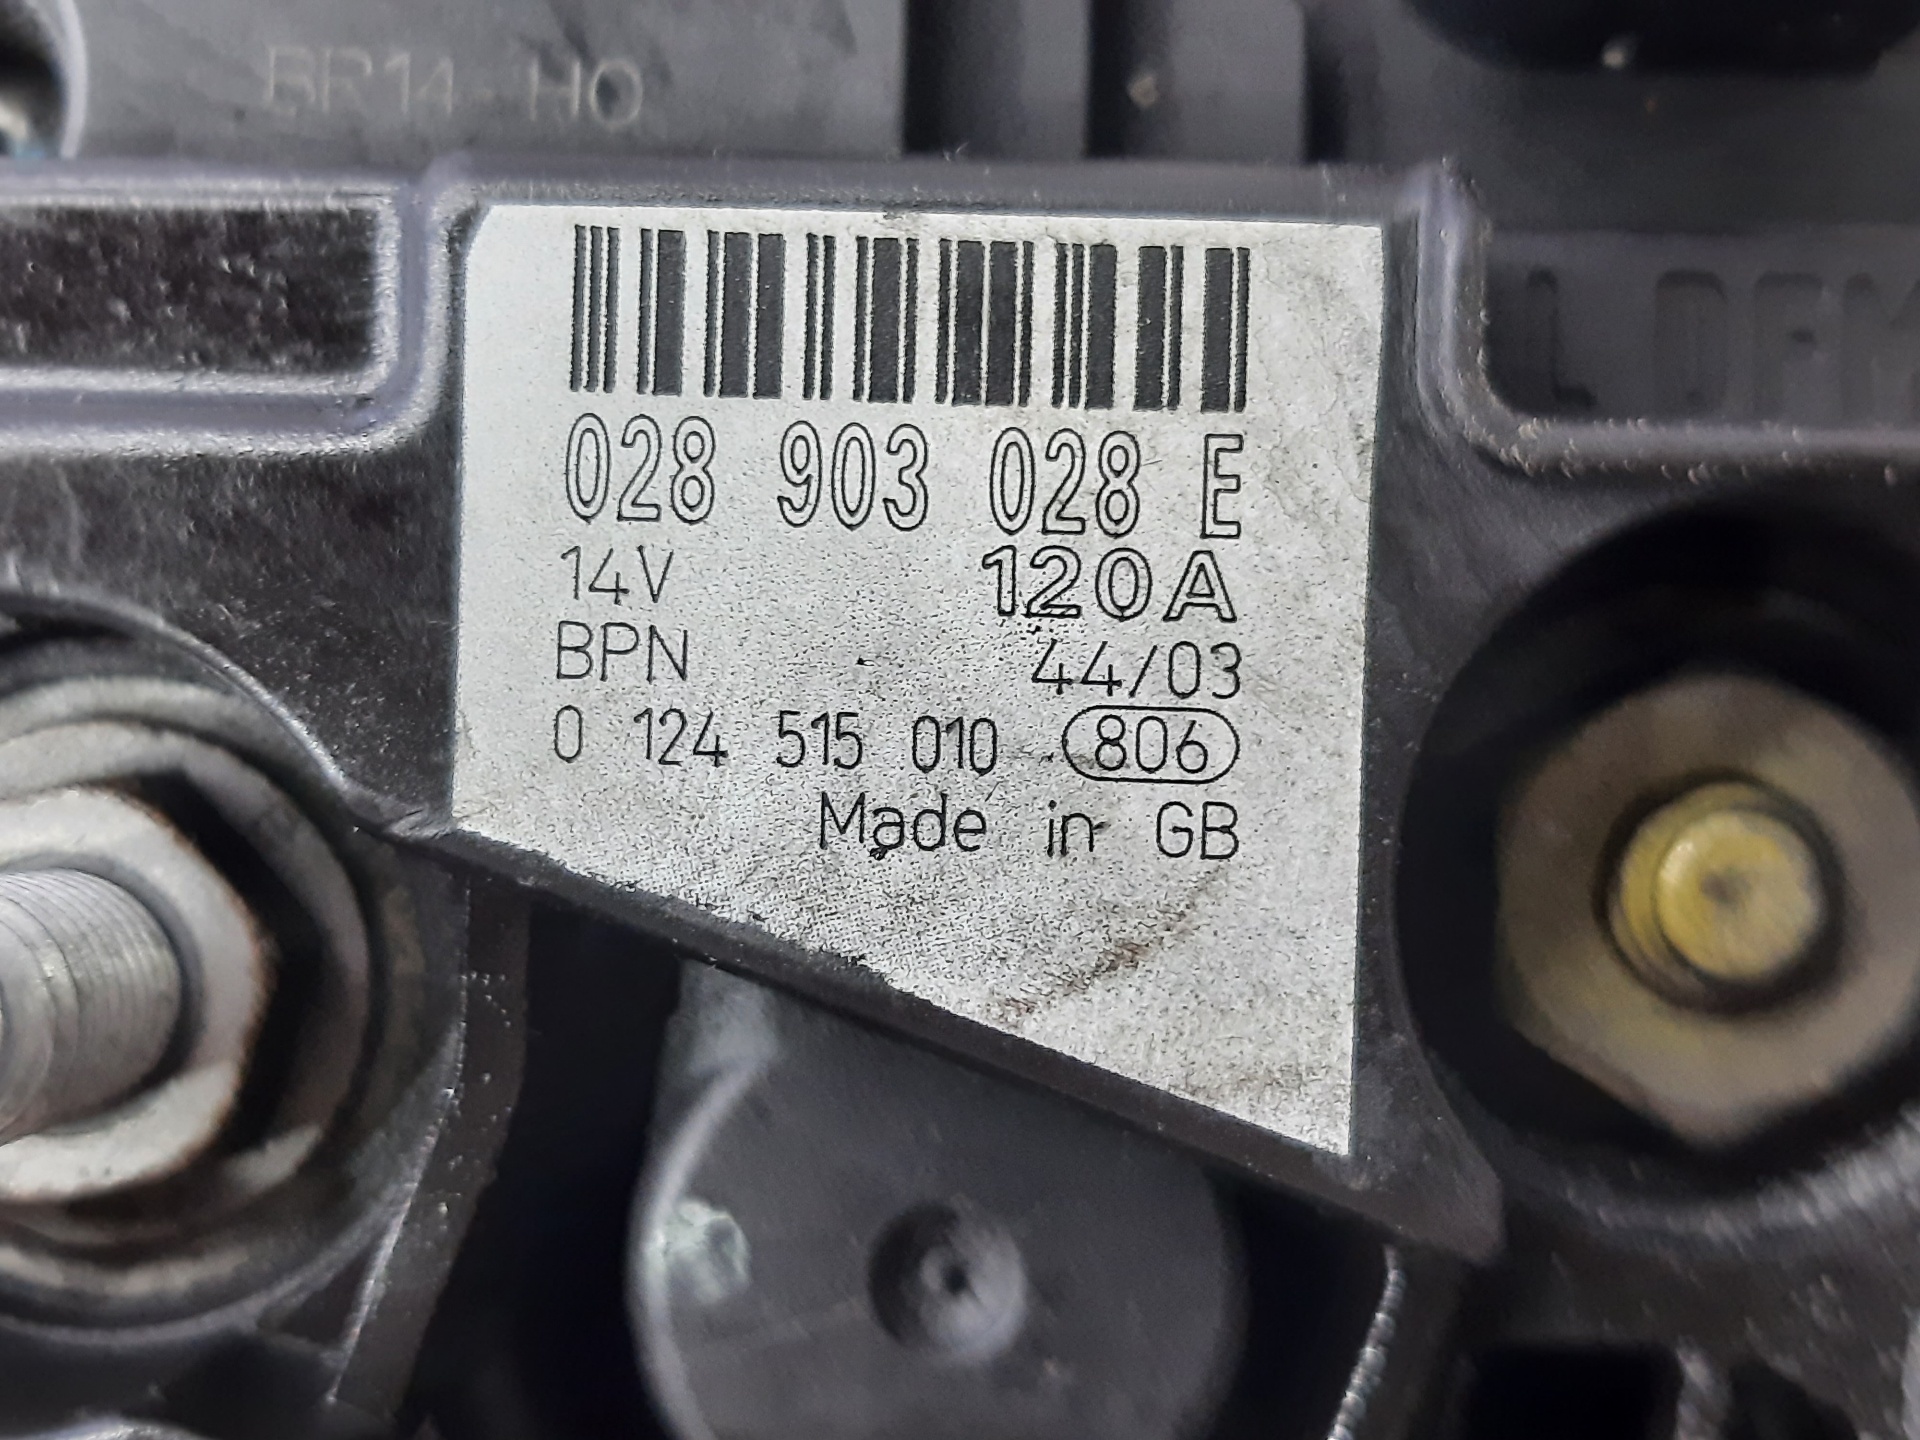 BR14-HO
028 903 028 E
14V 120A
BPN 44/03
0 124 515 010 806
Made in GB